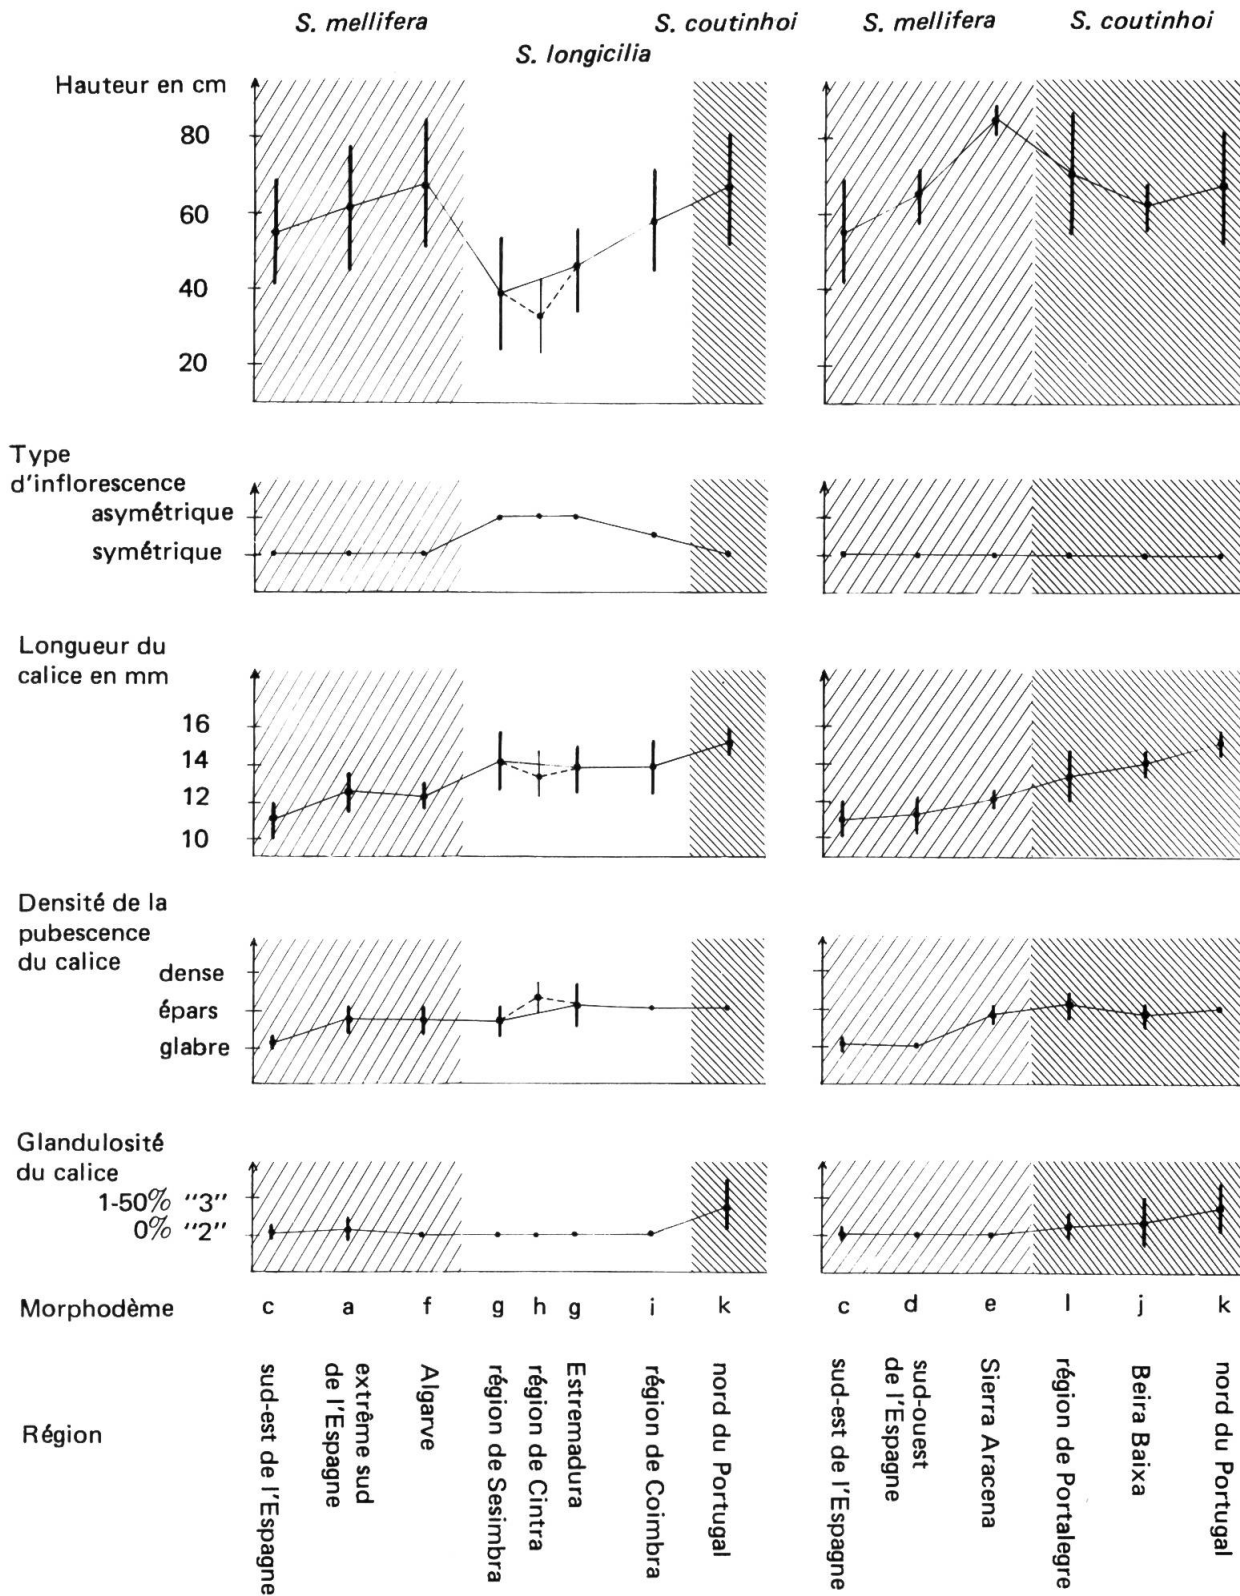 S. mellifera
S. longicilia
S. coutinhoi
S. mellifera
S. coutinhoi
Hauteur en cm
80
60
40
20
Type
d'inflorescence
asymétrique
symétrique
Longueur du
calice en mm
16
14
12
10
Densité de la
pubescence
du calice
dense
épars
glabre
Glandulosité
du calice
1-50% "3"
0% "2"
Morphodème
c a f g h g i k c d e l j k
Région
sud-est de l'Espagne
extrême sud
de l'Espagne
Algarve
région de Sesimbra
région de Cintra
Estremadura
région de Coimbra
nord du Portugal
sud-est de l'Espagne
sud-ouest
de l'Espagne
Sierra Aracena
région de Portalegre
Beira Baixa
nord du Portugal